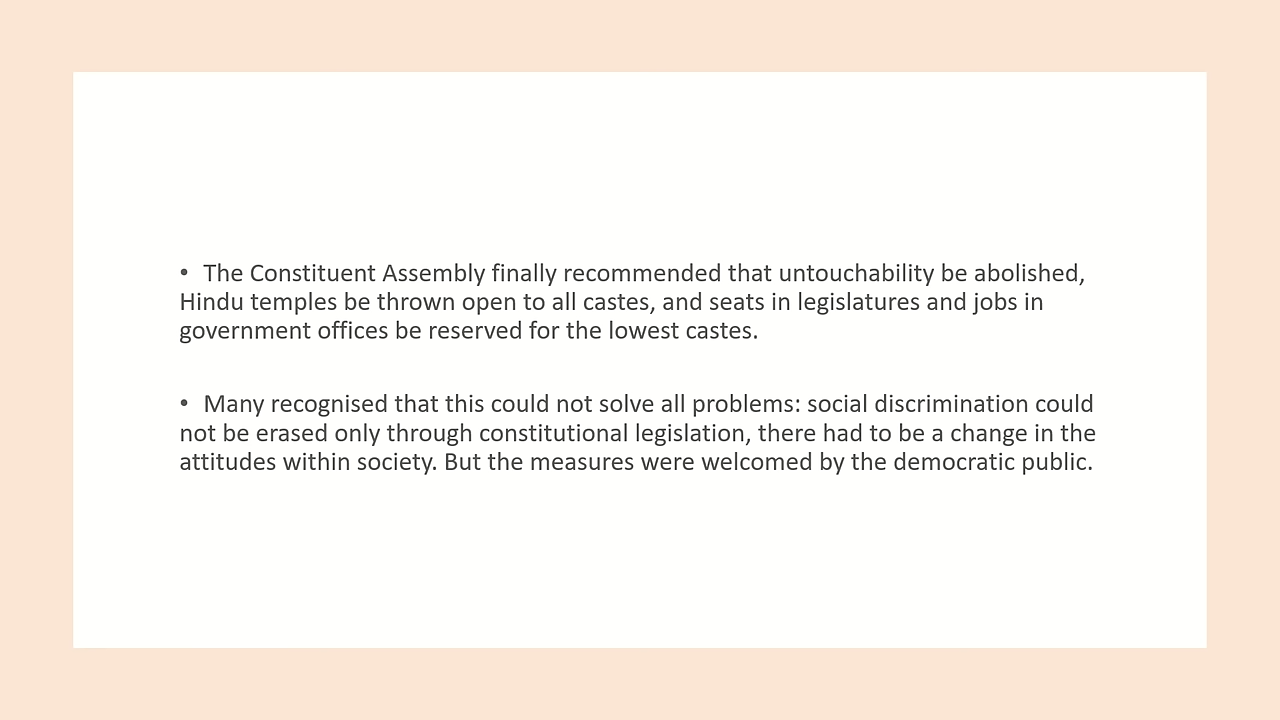 • The Constituent Assembly finally recommended that untouchability be abolished,
Hindu temples be thrown open to all castes, and seats in legislatures and jobs in
government offices be reserved for the lowest castes.
• Many recognised that this could not solve all problems: social discrimination could
not be erased only through constitutional legislation, there had to be a change in the
attitudes within society. But the measures were welcomed by the democratic public.